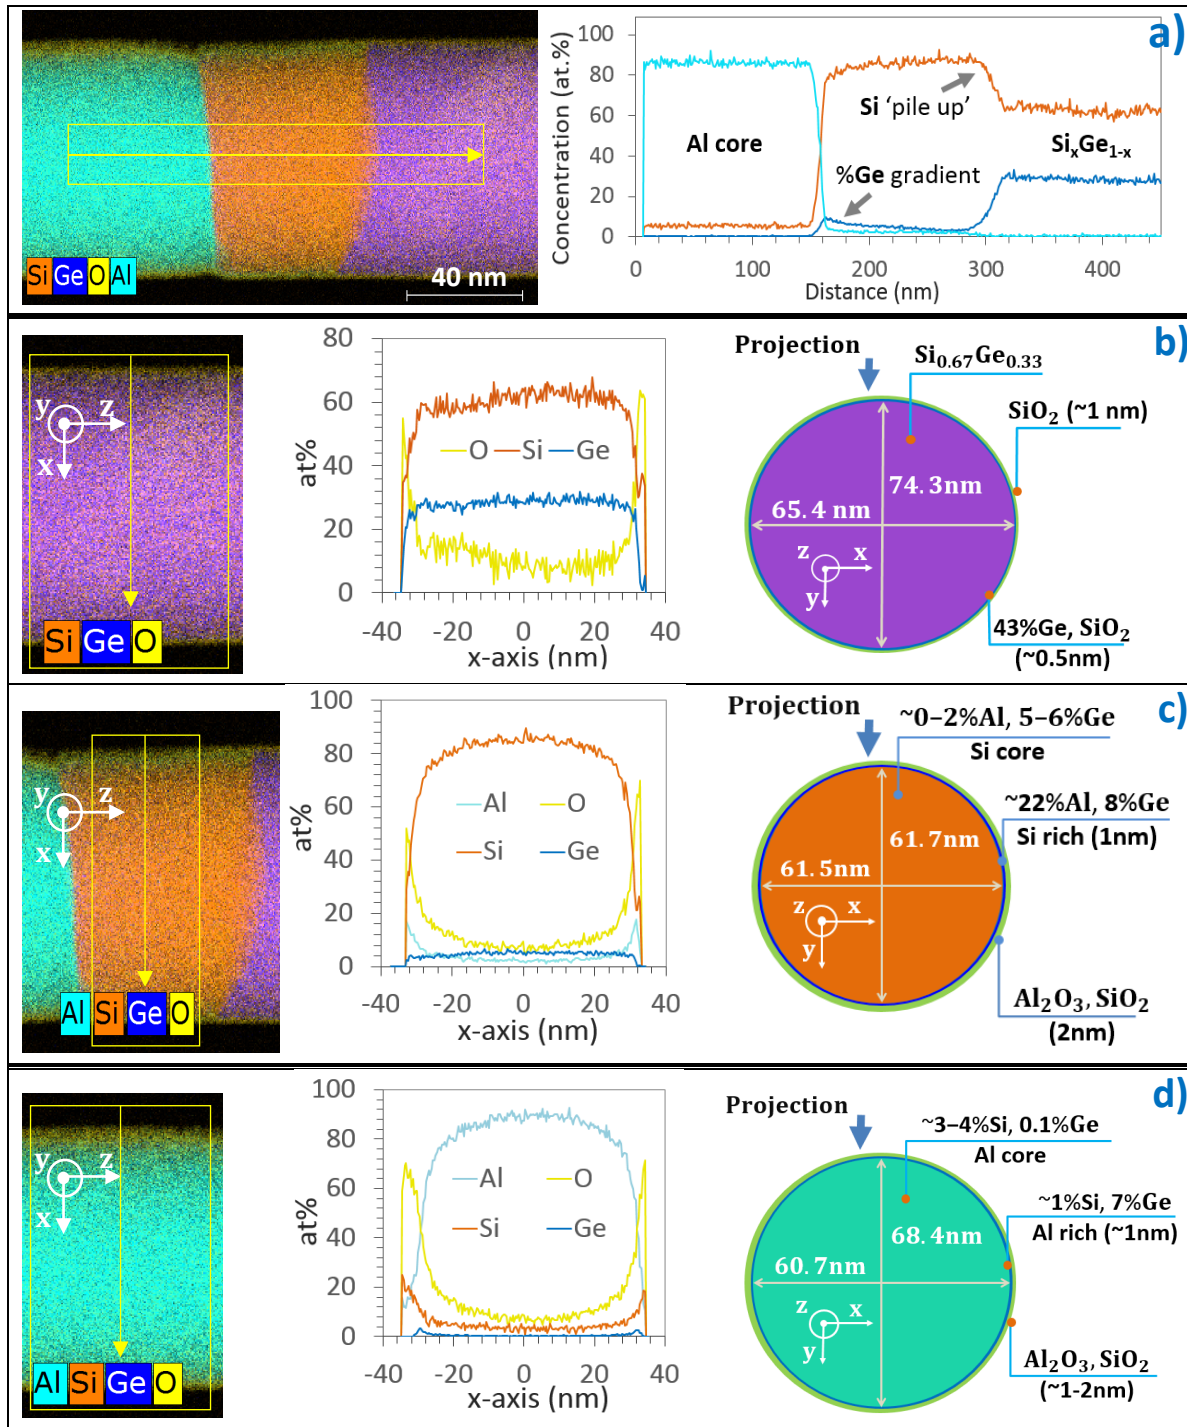 a)
Si Ge O Al
40 nm
Concentration (at.%)
100
80
60
40
20
0
Al core
Si 'pile up'
%Ge gradient
SiₓGe₁₋ₓ
0 100 200 300 400
Distance (nm)
b)
y z
x
Si Ge O
at%
80
60
40
20
0
O Si Ge
-40 -20 0 20 40
x-axis (nm)
Projection
Si₀.₆₇Ge₀.₃₃
SiO₂ (~1 nm)
74.3nm
65.4 nm
z x
y
43%Ge, SiO₂
(~0.5nm)
c)
y z
x
Al Si Ge O
at%
100
80
60
40
20
0
Al O
Si Ge
-40 -20 0 20 40
x-axis (nm)
Projection
~0–2%Al, 5–6%Ge
Si core
~22%Al, 8%Ge
Si rich (1nm)
61.7nm
61.5nm
z x
y
Al₂O₃, SiO₂
(2nm)
d)
y z
x
Al Si Ge O
at%
100
80
60
40
20
0
Al O
Si Ge
-40 -20 0 20 40
x-axis (nm)
Projection
~3–4%Si, 0.1%Ge
Al core
~1%Si, 7%Ge
Al rich (~1nm)
68.4nm
60.7nm
z x
y
Al₂O₃, SiO₂
(~1-2nm)